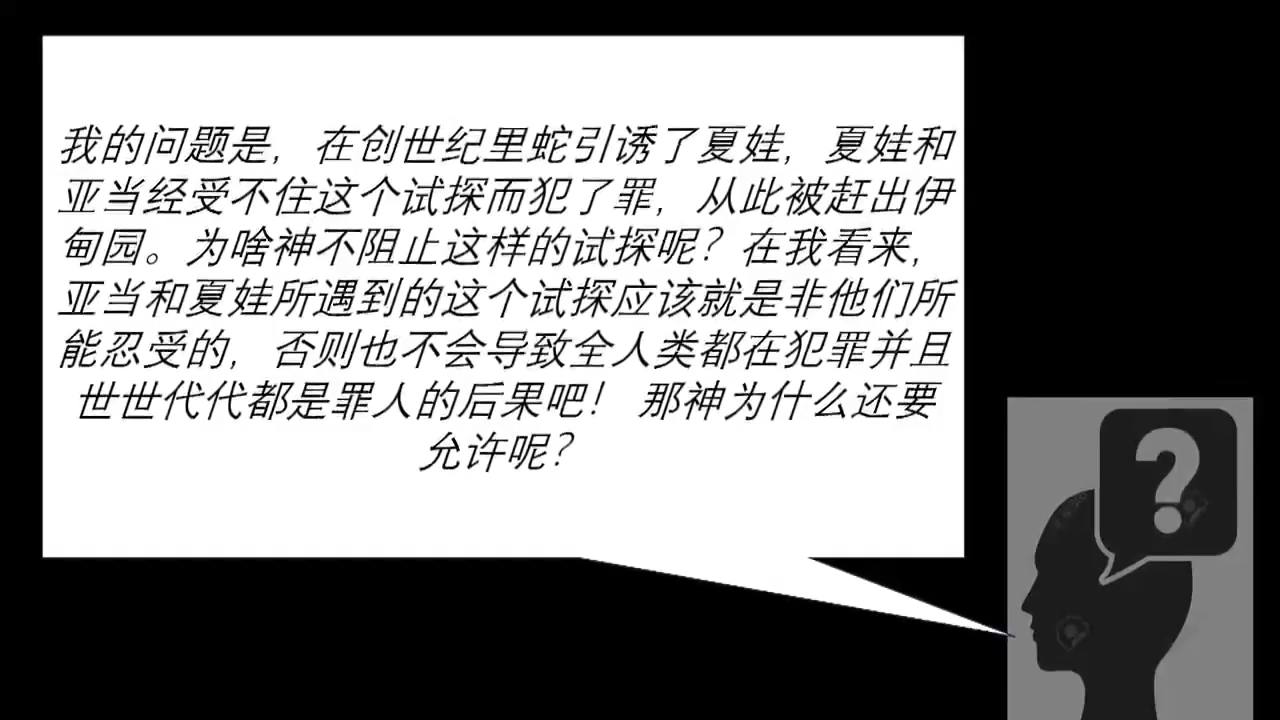 我的问题是，在创世纪里蛇引诱了夏娃，夏娃和
亚当经受不住这个试探而犯了罪，从此被赶出伊
甸园。为啥神不阻止这样的试探呢？在我看来，
亚当和夏娃所遇到的这个试探应该就是非他们所
能忍受的，否则也不会导致全人类都在犯罪并且
世世代代都是罪人的后果吧！那神为什么还要
允许呢？
?